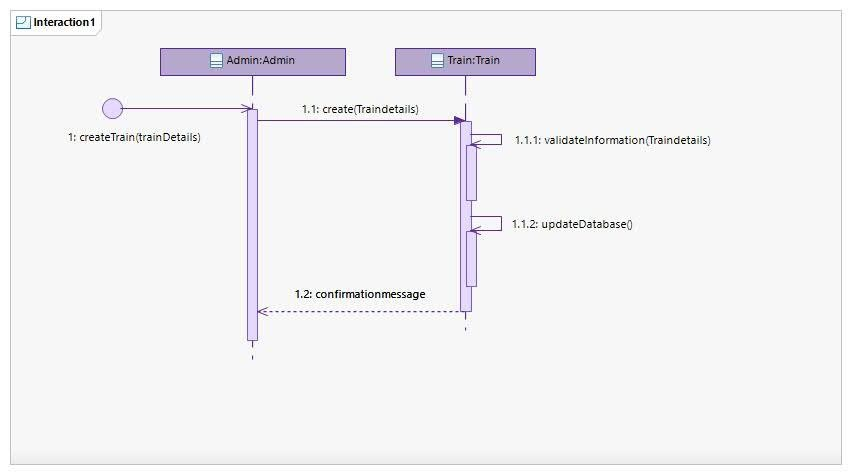 Interaction1
Admin:Admin
Train:Train
1: createTrain(trainDetails)
1.1: create(Traindetails)
1.1.1: validateInformation(Traindetails)
1.1.2: updateDatabase()
1.2: confirmationmessage